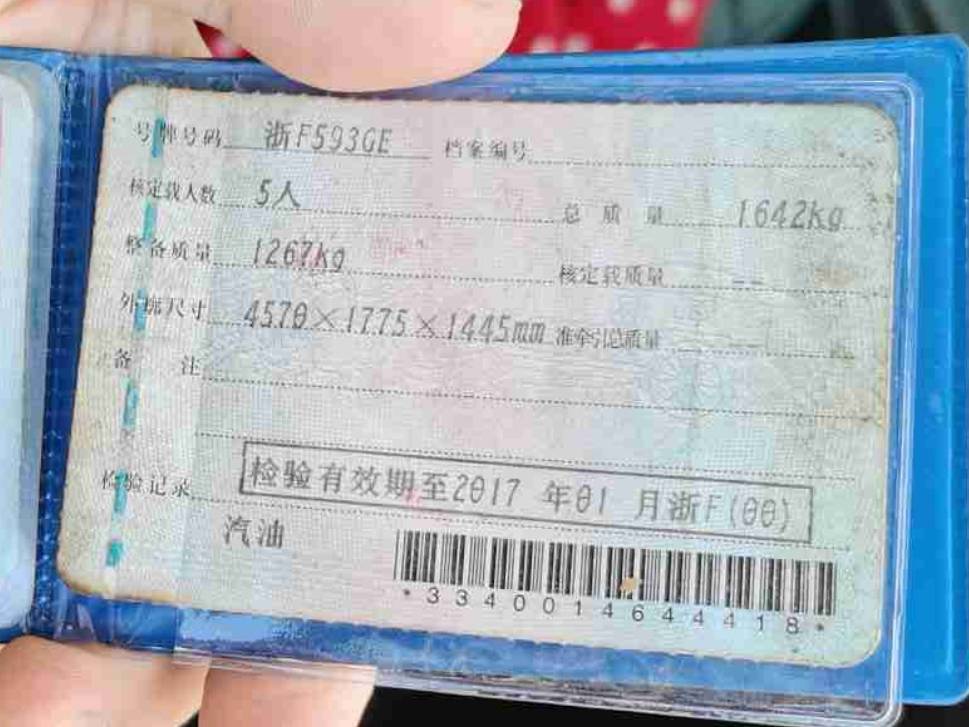 号牌号码 浙F593GE 档案编号
核定载人数 5人 总质量 1642kg
整备质量 1267kg 核定载质量 --
外廓尺寸 4570×1775×1445mm 准牵引总质量 --
备注
检验记录 检验有效期至2017年01月浙F(00)
汽油
*3340014644418*